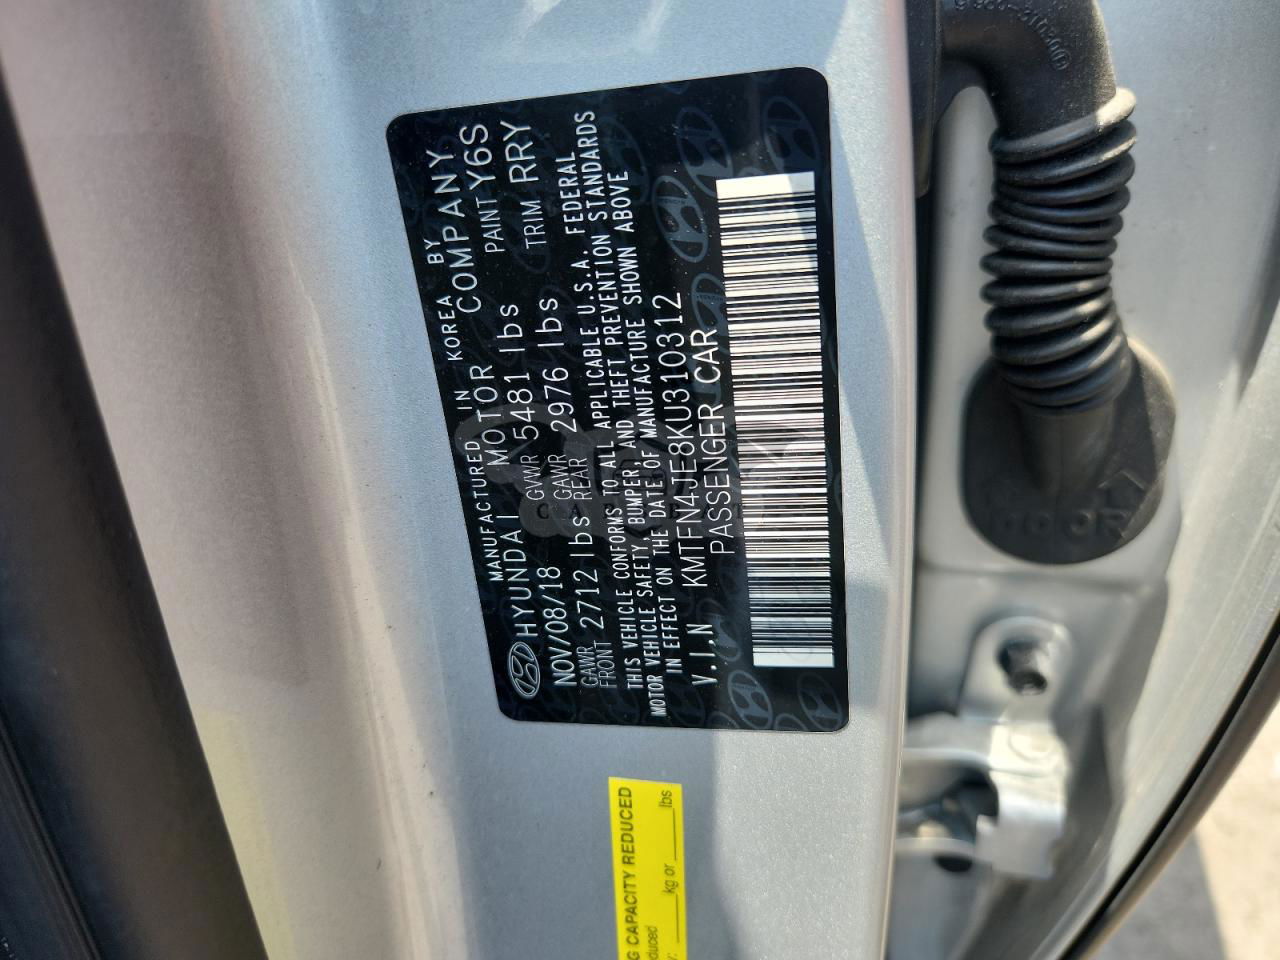 MANUFACTURED IN KOREA BY
HYUNDAI MOTOR COMPANY
NOV/08/18 GVWR 5481 lbs PAINT Y6S
GAWR FRONT 2712 lbs GAWR REAR 2976 lbs TRIM RRY
THIS VEHICLE CONFORMS TO ALL APPLICABLE U.S.A. FEDERAL
MOTOR VEHICLE SAFETY, BUMPER, AND THEFT PREVENTION STANDARDS
IN EFFECT ON THE DATE OF MANUFACTURE SHOWN ABOVE
V.I.N KMTFN4JE8KU310312
PASSENGER CAR
G CAPACITY REDUCED
kg or lbs